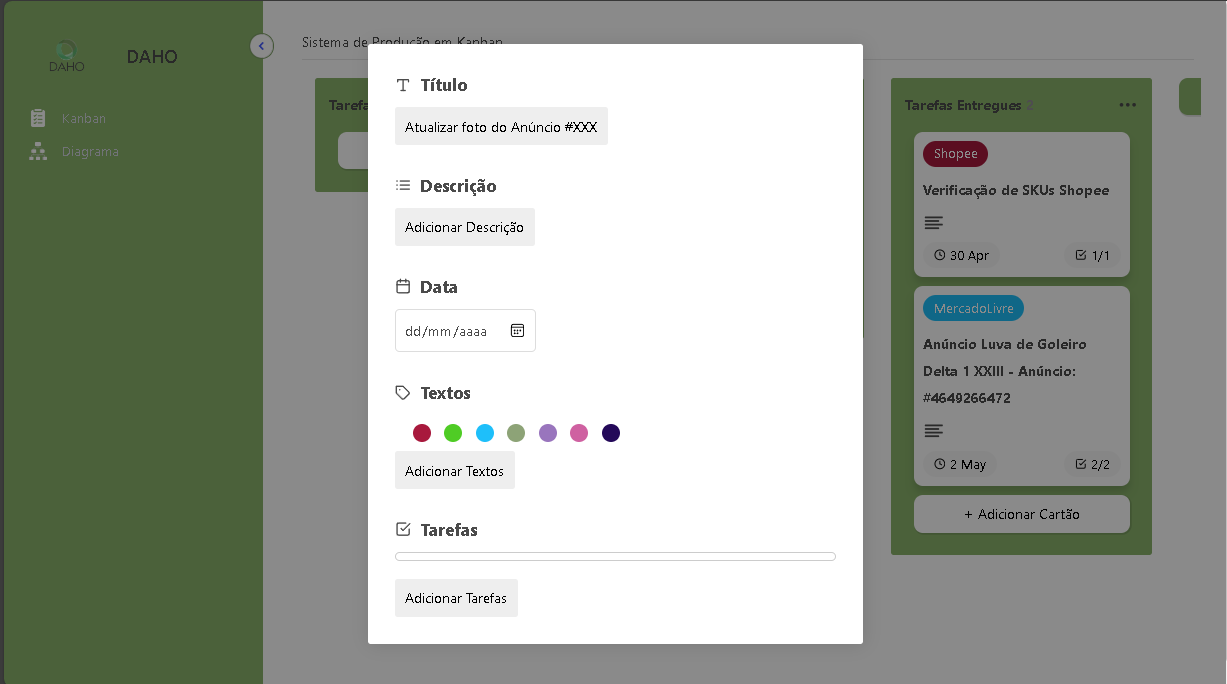 DAHO
DAHO
Kanban
Diagrama
Sistema de Produção em Kanban
Tarefa
Título
Atualizar foto do Anúncio #XXX
Descrição
Adicionar Descrição
Data
dd/mm/aaaa
Textos
Adicionar Textos
Tarefas
Adicionar Tarefas
Tarefas Entregues 2
Shopee
Verificação de SKUs Shopee
30 Apr
1/1
MercadoLivre
Anúncio Luva de Goleiro
Delta 1 XXIII - Anúncio:
#4649266472
2 May
2/2
+ Adicionar Cartão